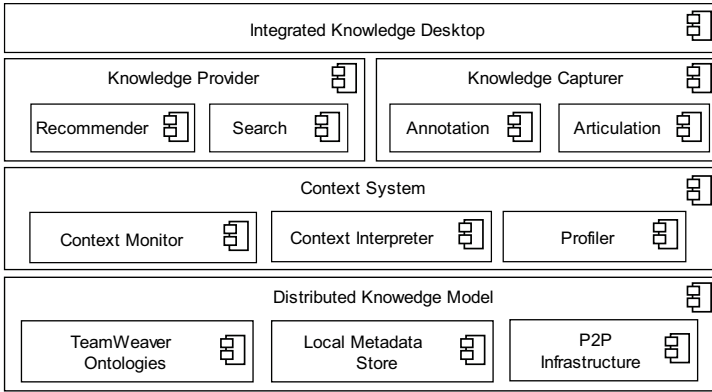 Integrated Knowledge Desktop
Knowledge Provider
Recommender
Search
Knowledge Capturer
Annotation
Articulation
Context System
Context Monitor
Context Interpreter
Profiler
Distributed Knowedge Model
TeamWeaver
Ontologies
Local Metadata
Store
P2P
Infrastructure